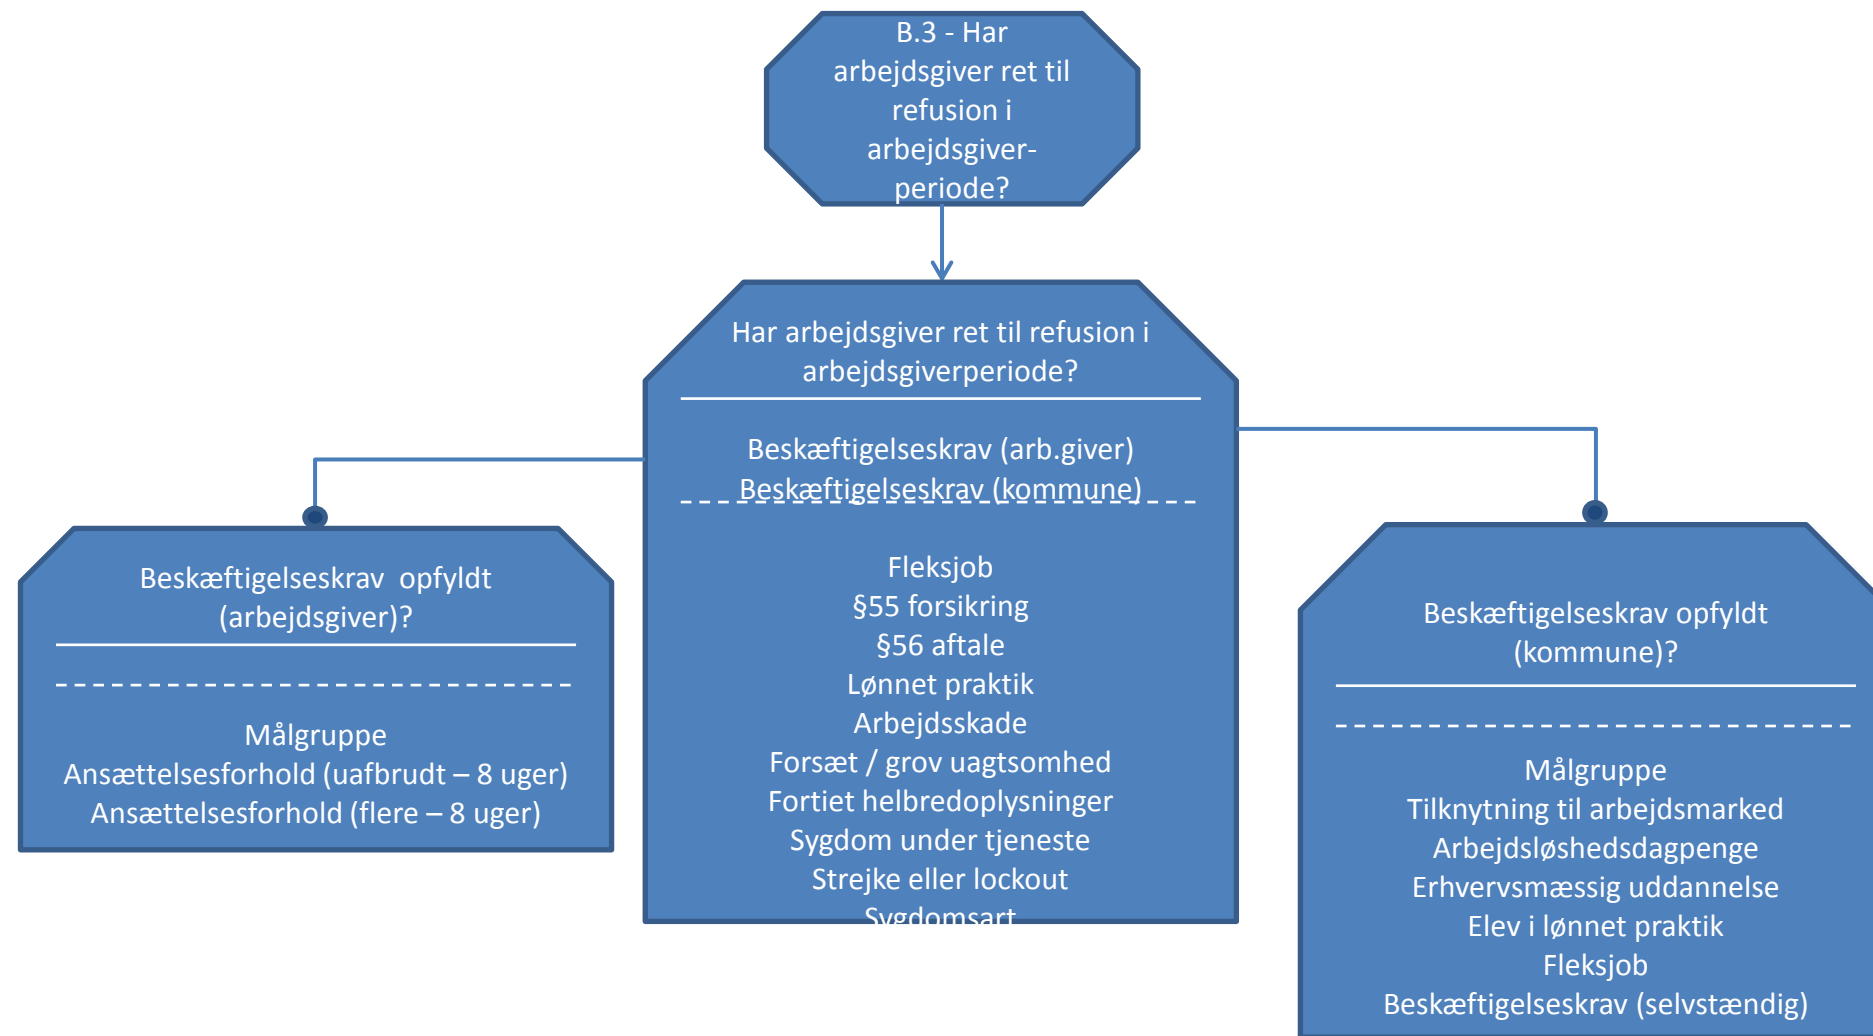 B.3 - Har
arbejdsgiver ret til
refusion i
arbejdsgiver-
periode?
Har arbejdsgiver ret til refusion i
arbejdsgiverperiode?
Beskæftigelseskrav (arb.giver)
Beskæftigelseskrav (kommune)
Fleksjob
§55 forsikring
§56 aftale
Lønnet praktik
Arbejdsskade
Forsæt / grov uagtsomhed
Fortiet helbredoplysninger
Sygdom under tjeneste
Strejke eller lockout
Sygdomsart
Beskæftigelseskrav  opfyldt
(arbejdsgiver)?
Målgruppe
Ansættelsesforhold (uafbrudt – 8 uger)
Ansættelsesforhold (flere – 8 uger)
Beskæftigelseskrav opfyldt
(kommune)?
Målgruppe
Tilknytning til arbejdsmarked
Arbejdsløshedsdagpenge
Erhvervsmæssig uddannelse
Elev i lønnet praktik
Fleksjob
Beskæftigelseskrav (selvstændig)